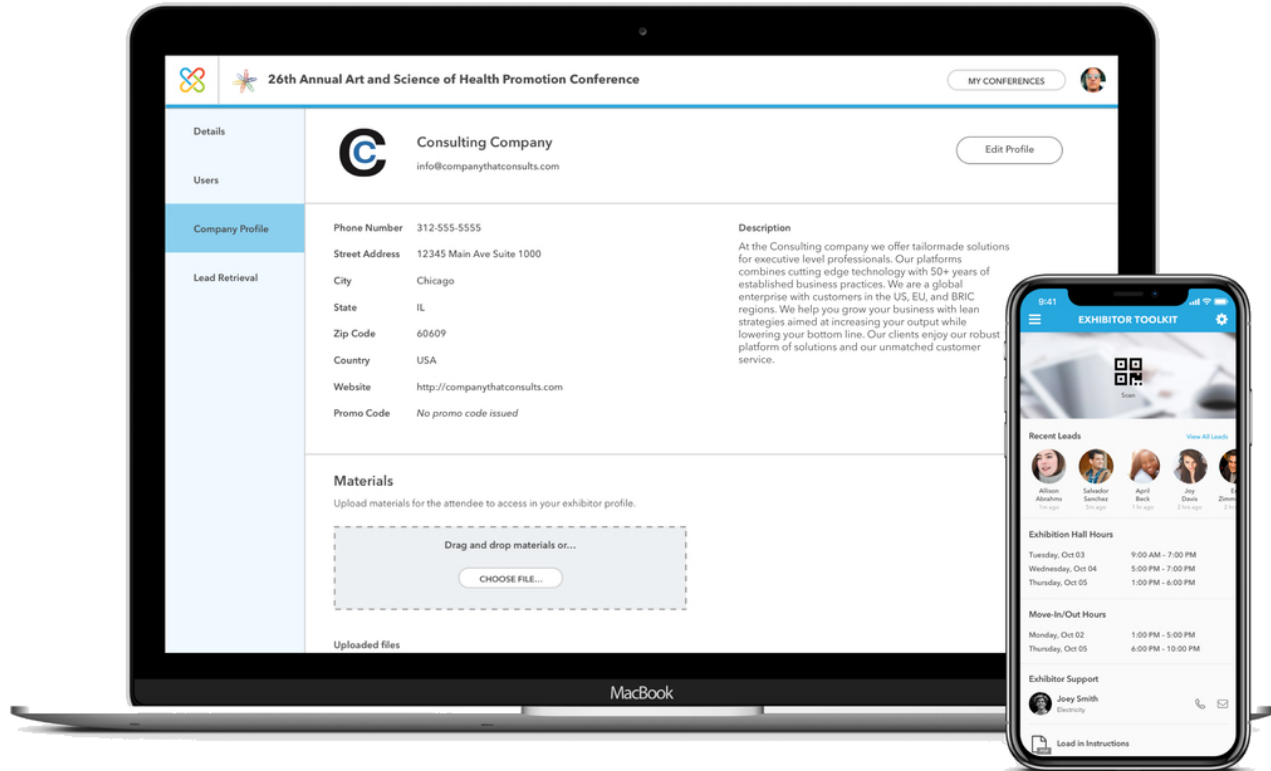 26th Annual Art and Science of Health Promotion Conference
MY CONFERENCES
Details
Users
Company Profile
Lead Retrieval
Consulting Company
info@companythatconsults.com
Edit Profile
Phone Number 312-555-5555
Street Address 12345 Main Ave Suite 1000
City Chicago
State IL
Zip Code 60609
Country USA
Website http://companythatconsults.com
Promo Code No promo code issued
Description
At the Consulting company we offer tailormade solutions
for executive level professionals. Our platforms
combines cutting edge technology with 50+ years of
established business practices. We are a global
enterprise with customers in the US, EU, and BRIC
regions. We help you grow your business with lean
strategies aimed at increasing your output while
lowering your bottom line. Our clients enjoy our robust
platform of solutions and our unmatched customer
service.
Materials
Upload materials for the attendee to access in your exhibitor profile.
Drag and drop materials or...
CHOOSE FILE...
Uploaded files
MacBook
9:41
EXHIBITOR TOOLKIT
Scan
Recent Leads View All Leads
Allison Salvador April Joy
Abrahms Sanchez Beck Davis
1m ago 5m ago 1 hr ago 2 hrs ago
Exhibition Hall Hours
Tuesday, Oct 03 9:00 AM - 7:00 PM
Wednesday, Oct 04 5:00 PM - 7:00 PM
Thursday, Oct 05 1:00 PM - 6:00 PM
Move-In/Out Hours
Monday, Oct 02 1:00 PM - 5:00 PM
Thursday, Oct 05 6:00 PM - 10:00 PM
Exhibitor Support
Joey Smith
Electricity
Load in Instructions